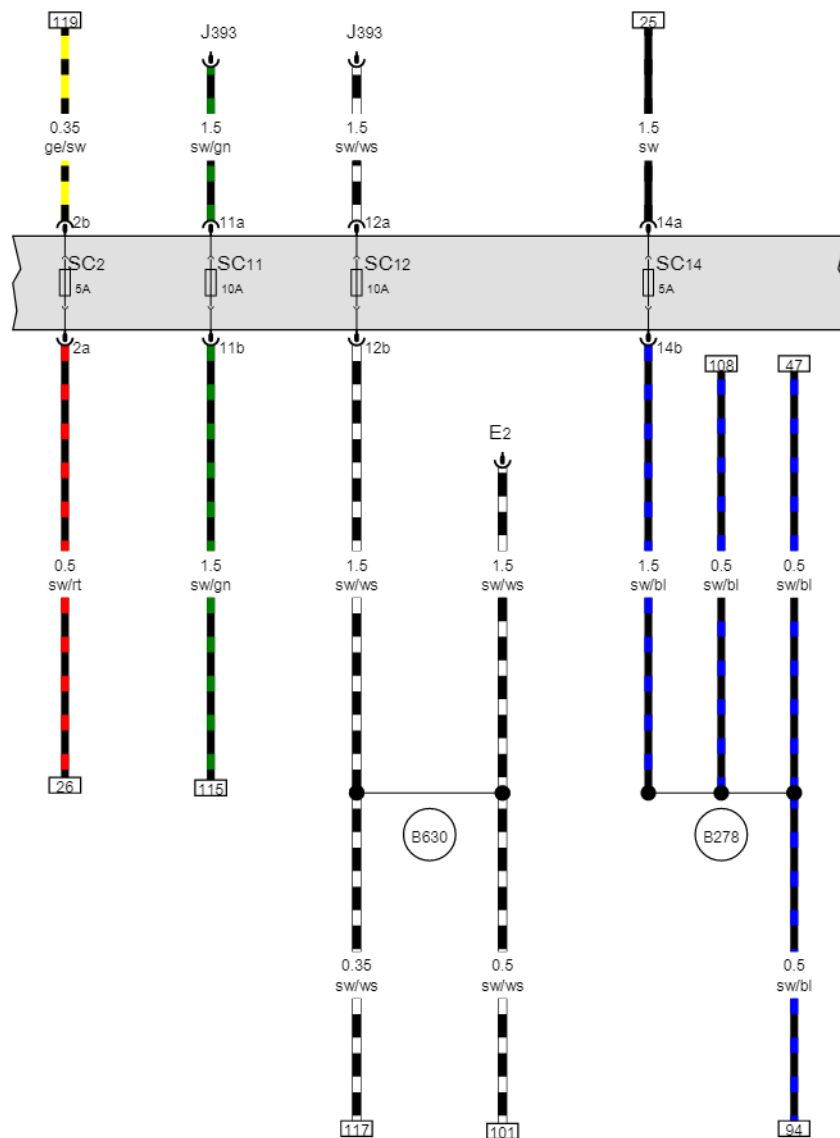 119
J393
J393
25
0.35
ge/sw
1.5
sw/gn
1.5
sw/ws
1.5
sw
2b
11a
12a
14a
SC2
5A
SC11
10A
SC12
10A
SC14
5A
2a
11b
12b
14b
108
47
E2
0.5
sw/rt
1.5
sw/gn
1.5
sw/ws
1.5
sw/ws
1.5
sw/bl
0.5
sw/bl
0.5
sw/bl
26
115
B630
B278
0.35
sw/ws
0.5
sw/ws
0.5
sw/bl
117
101
94